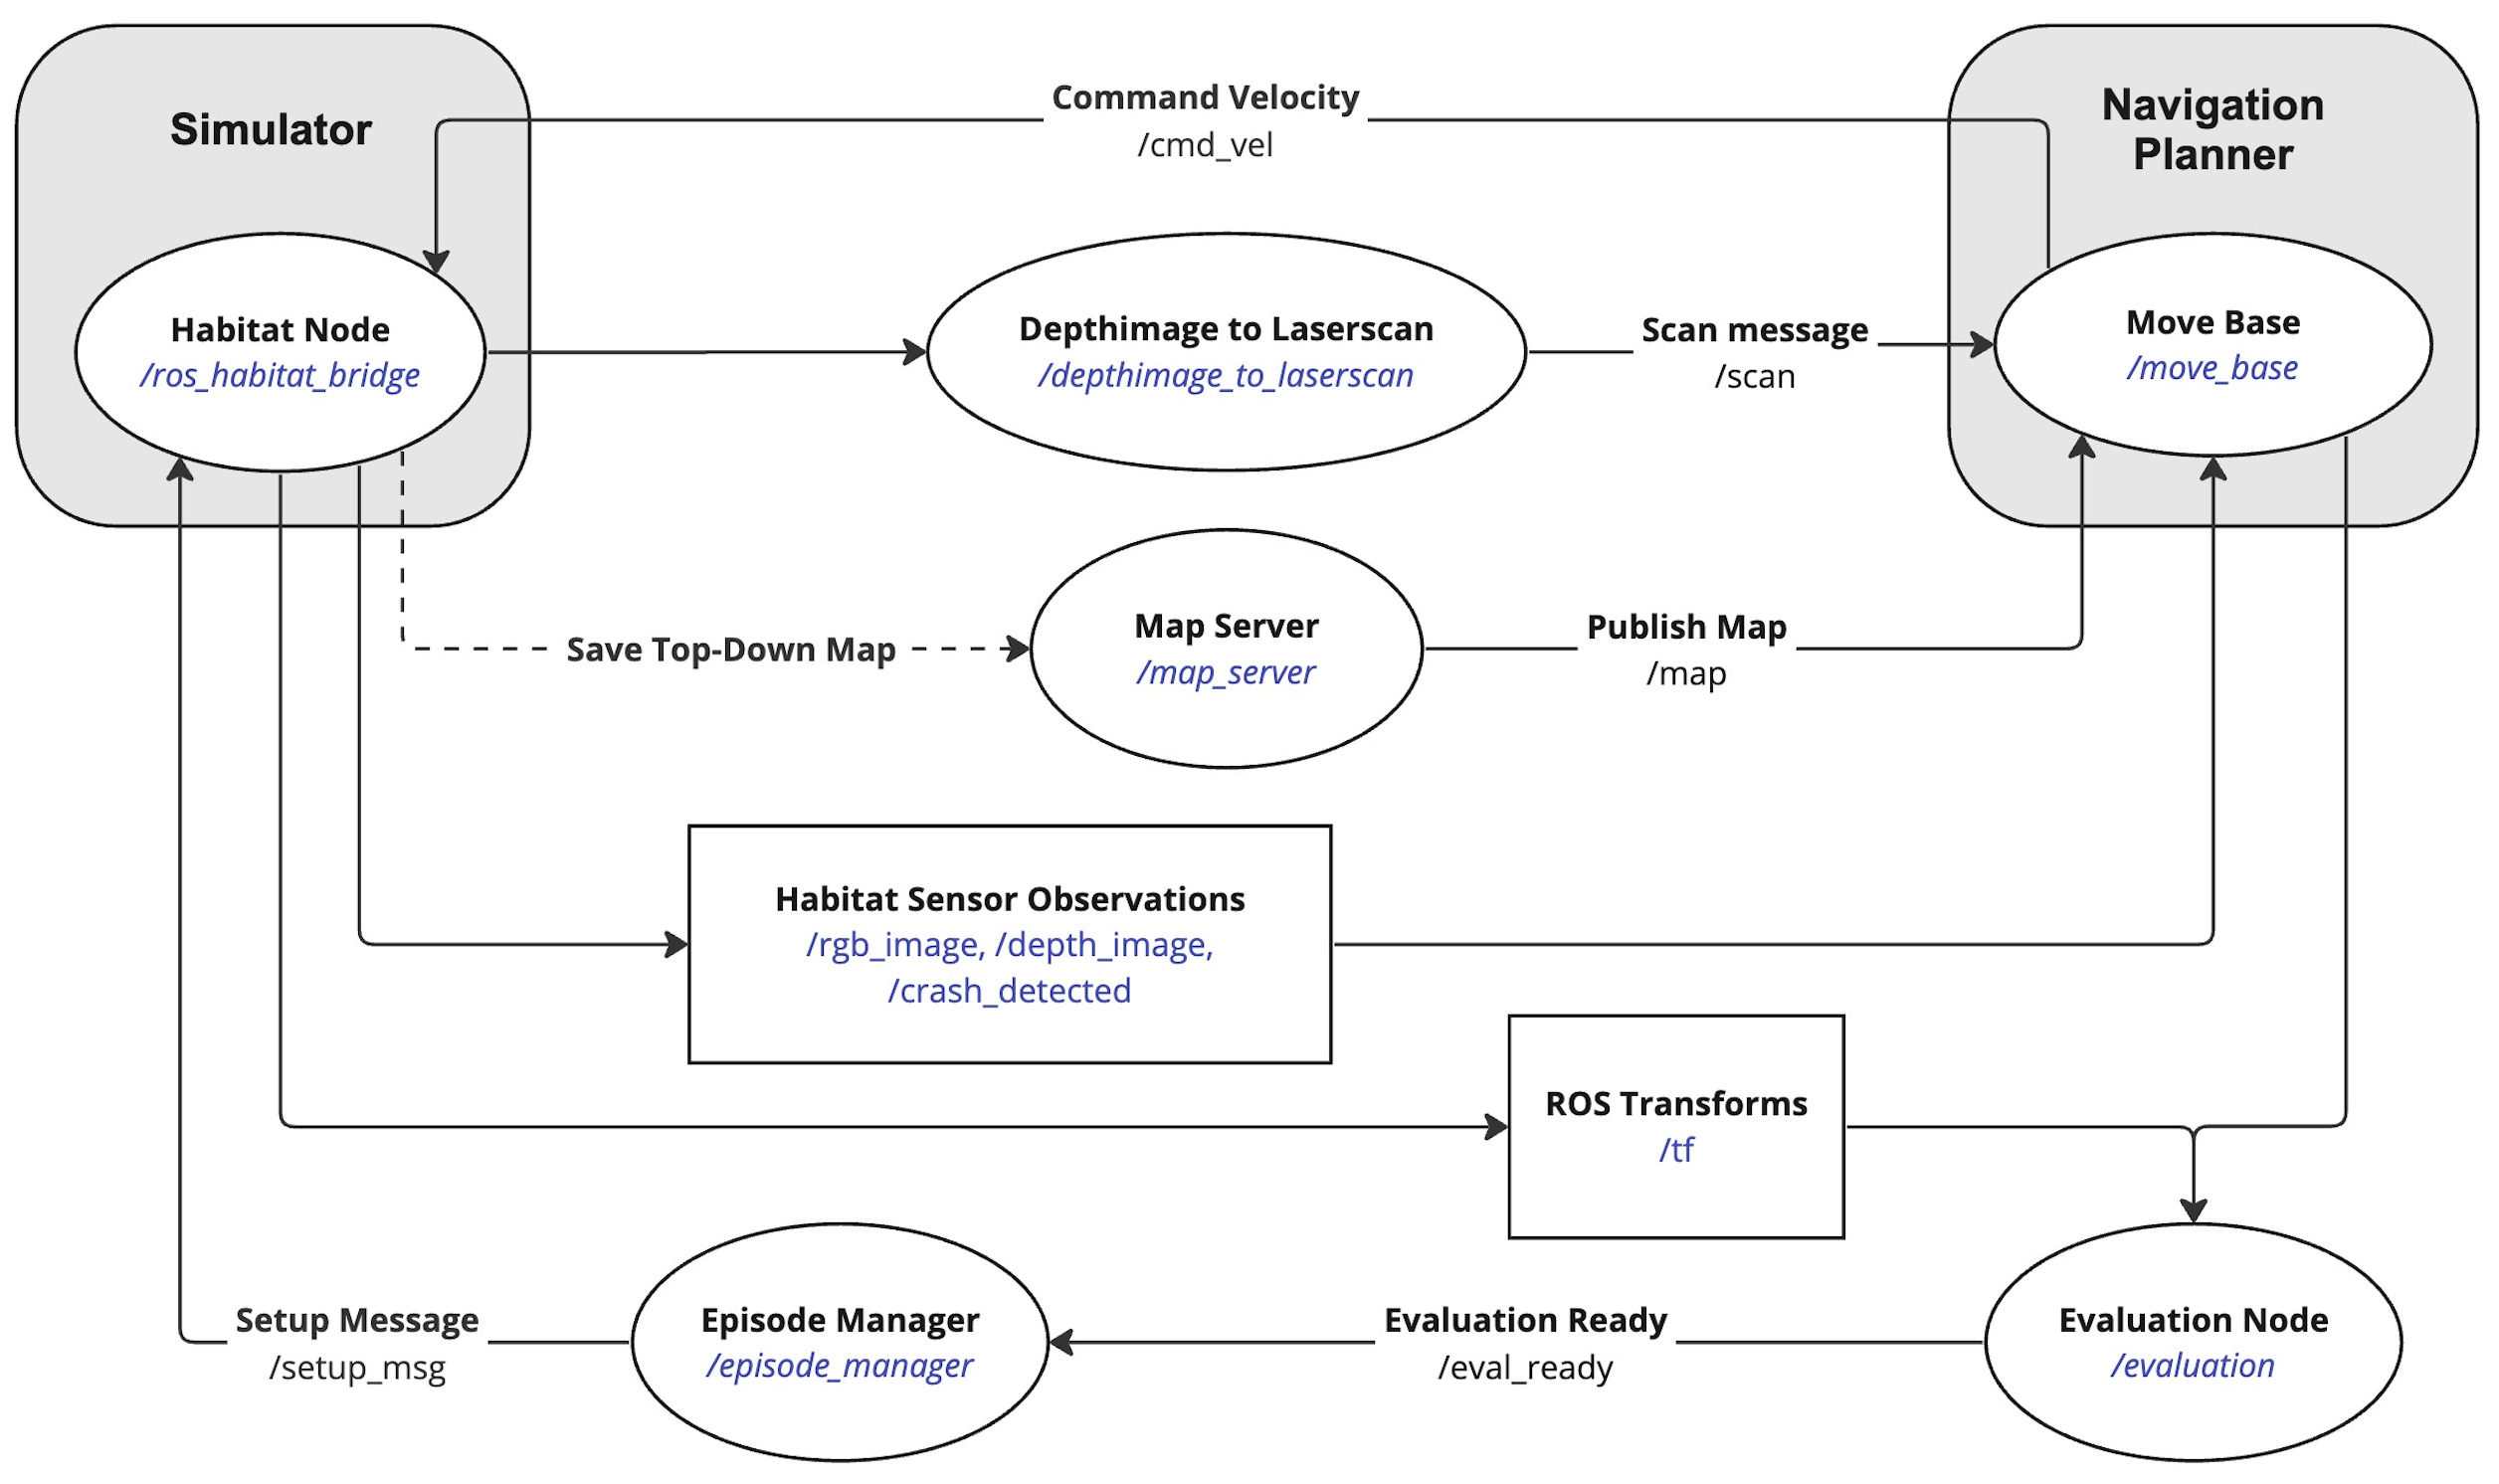 Simulator
Navigation
Planner
Command Velocity
/cmd_vel
Habitat Node
/ros_habitat_bridge
Depthimage to Laserscan
/depthimage_to_laserscan
Scan message
/scan
Move Base
/move_base
Save Top-Down Map
Map Server
/map_server
Publish Map
/map
Habitat Sensor Observations
/rgb_image, /depth_image,
/crash_detected
ROS Transforms
/tf
Setup Message
/setup_msg
Episode Manager
/episode_manager
Evaluation Ready
/eval_ready
Evaluation Node
/evaluation